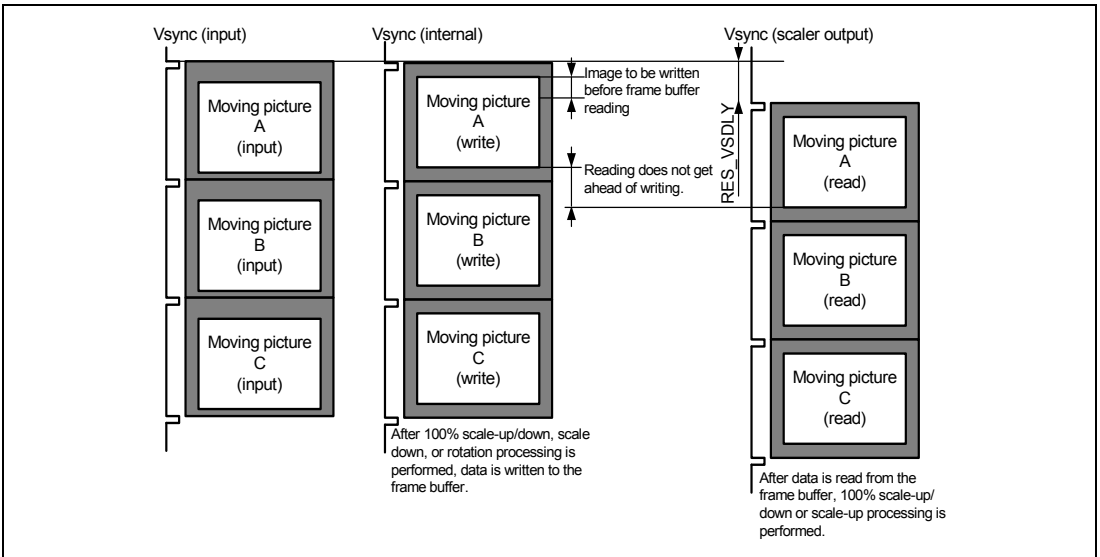 Vsync (input)
Vsync (internal)
Vsync (scaler output)
Moving picture
A
(input)
Moving picture
B
(input)
Moving picture
C
(input)
Moving picture
A
(write)
Moving picture
B
(write)
Moving picture
C
(write)
After 100% scale-up/down, scale
down, or rotation processing is
performed, data is written to the
frame buffer.
Image to be written
before frame buffer
reading
Reading does not get
ahead of writing.
RES_VSDLY
Moving picture
A
(read)
Moving picture
B
(read)
Moving picture
C
(read)
After data is read from the
frame buffer, 100% scale-up/
down or scale-up processing is
performed.